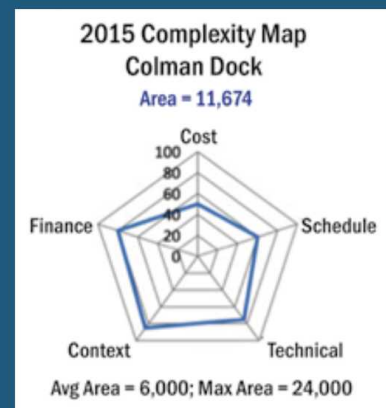 2015 Complexity Map
Colman Dock
Area = 11,674
Cost
100
80
60
40
20
0
Finance
Schedule
Context
Technical
Avg Area = 6,000; Max Area = 24,000